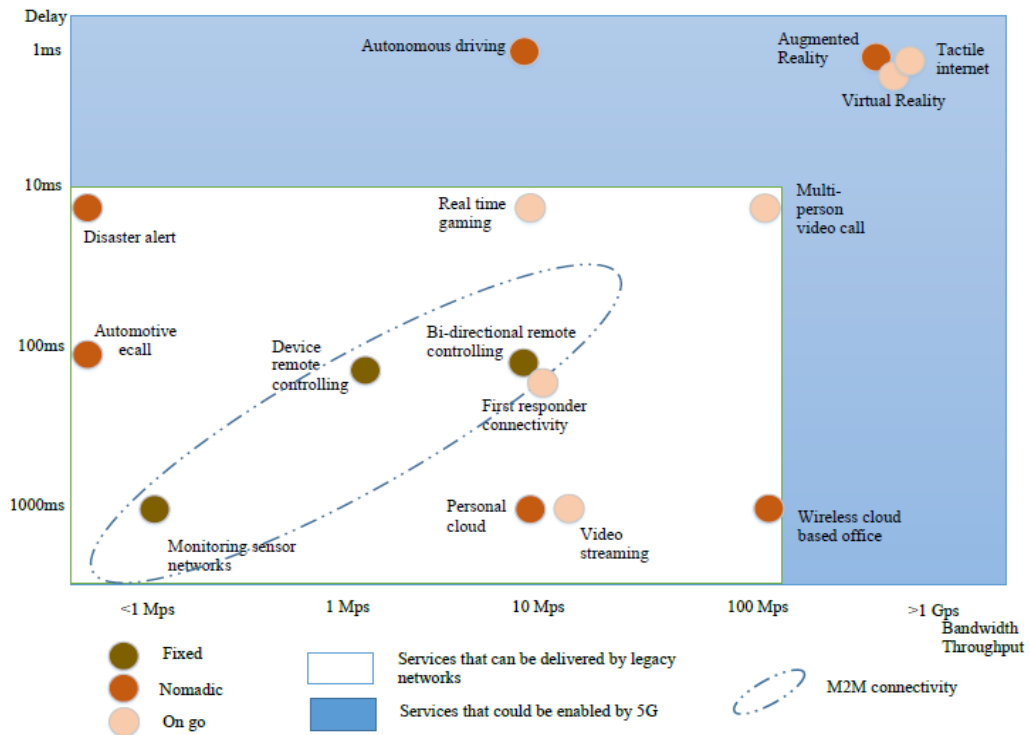 Delay
1ms
Autonomous driving
Augmented
Reality
Tactile
internet
Virtual Reality
10ms
Disaster alert
Real time
gaming
Multi-
person
video call
100ms
Automotive
ecall
Device
remote
controlling
Bi-directional remote
controlling
First responder
connectivity
1000ms
Monitoring sensor
networks
Personal
cloud
Video
streaming
Wireless cloud
based office
<1 Mps
1 Mps
10 Mps
100 Mps
>1 Gps
Bandwidth
Throughput
Fixed
Nomadic
On go
Services that can be delivered by legacy
networks
Services that could be enabled by 5G
M2M connectivity